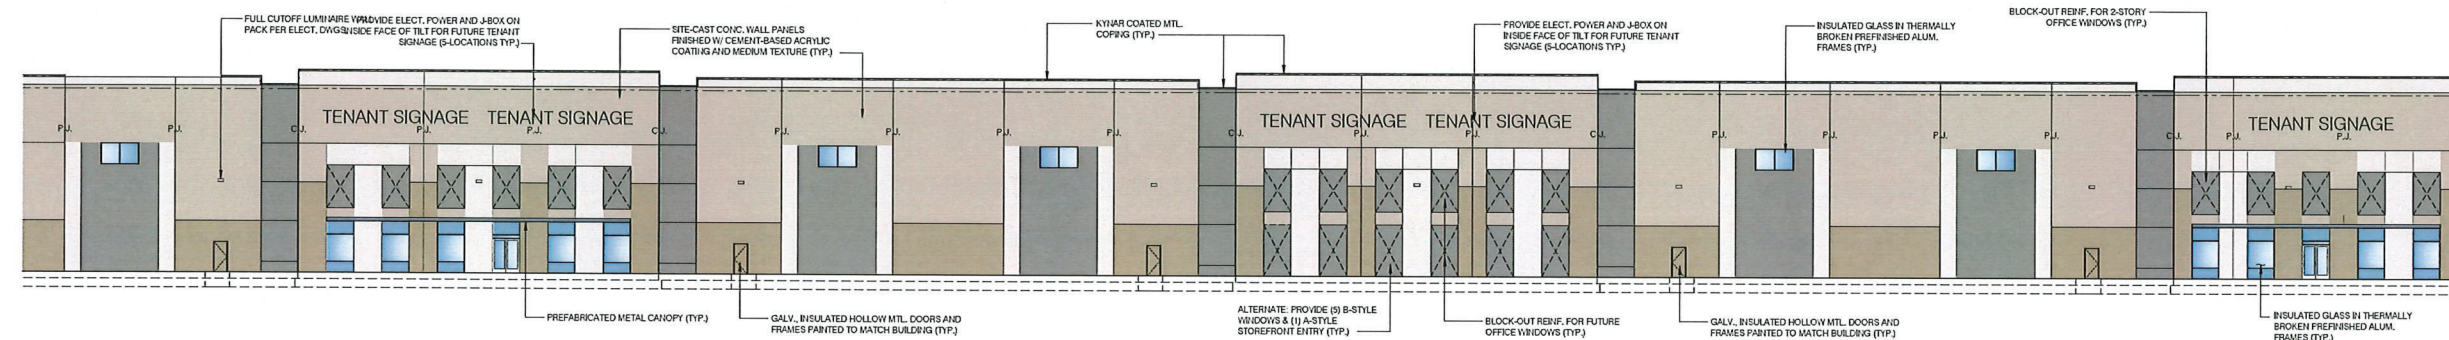 FULL CUTOFF LUMINAIRE WALL
PACK PER ELECT. DWGS.
PROVIDE ELECT. POWER AND J-BOX ON
INSIDE FACE OF TILT FOR FUTURE TENANT
SIGNAGE (5-LOCATIONS TYP.)
SITE-CAST CONC. WALL PANELS
FINISHED W/ CEMENT-BASED ACRYLIC
COATING AND MEDIUM TEXTURE (TYP.)
KYNAR COATED MTL.
COPING (TYP.)
PROVIDE ELECT. POWER AND J-BOX ON
INSIDE FACE OF TILT FOR FUTURE TENANT
SIGNAGE (5-LOCATIONS TYP.)
INSULATED GLASS IN THERMALLY
BROKEN PREFINISHED ALUM.
FRAMES (TYP.)
BLOCK-OUT REINF. FOR 2-STORY
OFFICE WINDOWS (TYP.)
TENANT SIGNAGE TENANT SIGNAGE
TENANT SIGNAGE TENANT SIGNAGE
TENANT SIGNAGE
P.J. P.J. C.J. P.J. P.J. C.J. P.J. P.J. P.J. P.J. C.J. P.J. P.J. C.J. P.J. P.J. P.J. P.J. C.J. P.J. P.J.
PREFABRICATED METAL CANOPY (TYP.)
GALV., INSULATED HOLLOW MTL. DOORS AND
FRAMES PAINTED TO MATCH BUILDING (TYP.)
ALTERNATE: PROVIDE (5) B-STYLE
WINDOWS & (1) A-STYLE
STOREFRONT ENTRY (TYP.)
BLOCK-OUT REINF. FOR FUTURE
OFFICE WINDOWS (TYP.)
GALV., INSULATED HOLLOW MTL. DOORS AND
FRAMES PAINTED TO MATCH BUILDING (TYP.)
INSULATED GLASS IN THERMALLY
BROKEN PREFINISHED ALUM.
FRAMES (TYP.)